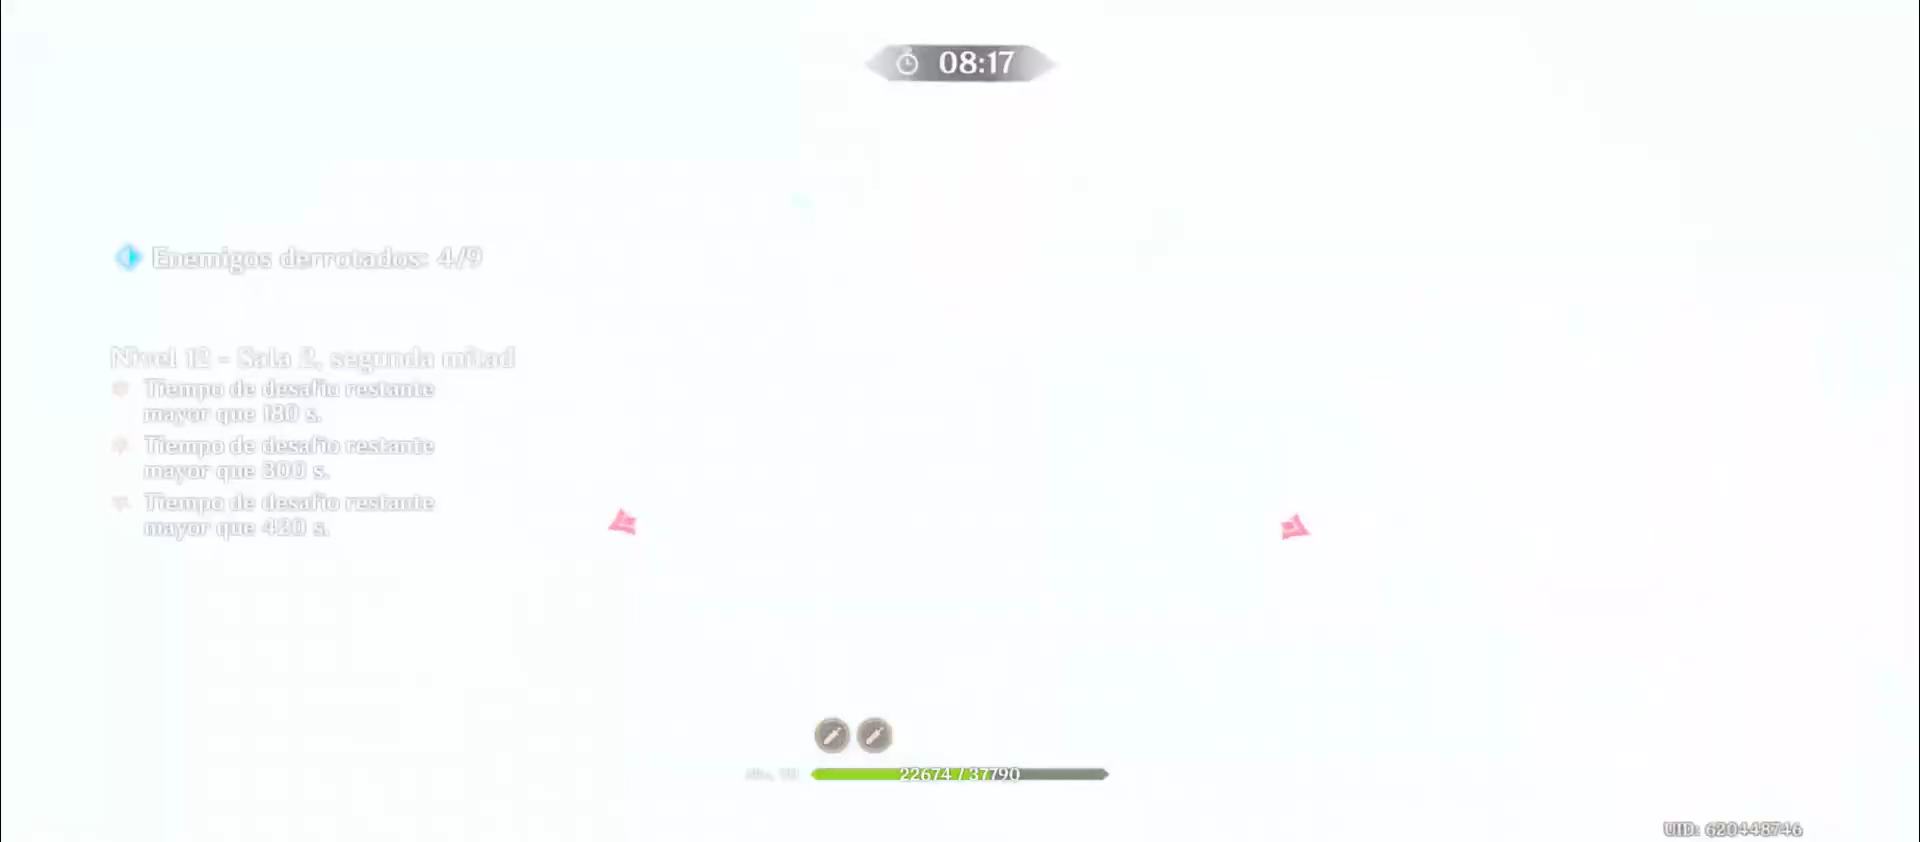 08:17
Enemigos derrotados: 4/9
Nivel 12 - Sala 2, segunda mitad
Tiempo de desafío restante
mayor que 180 s.
Tiempo de desafío restante
mayor que 300 s.
Tiempo de desafío restante
mayor que 420 s.
22674 / 37790
UID: 620448746